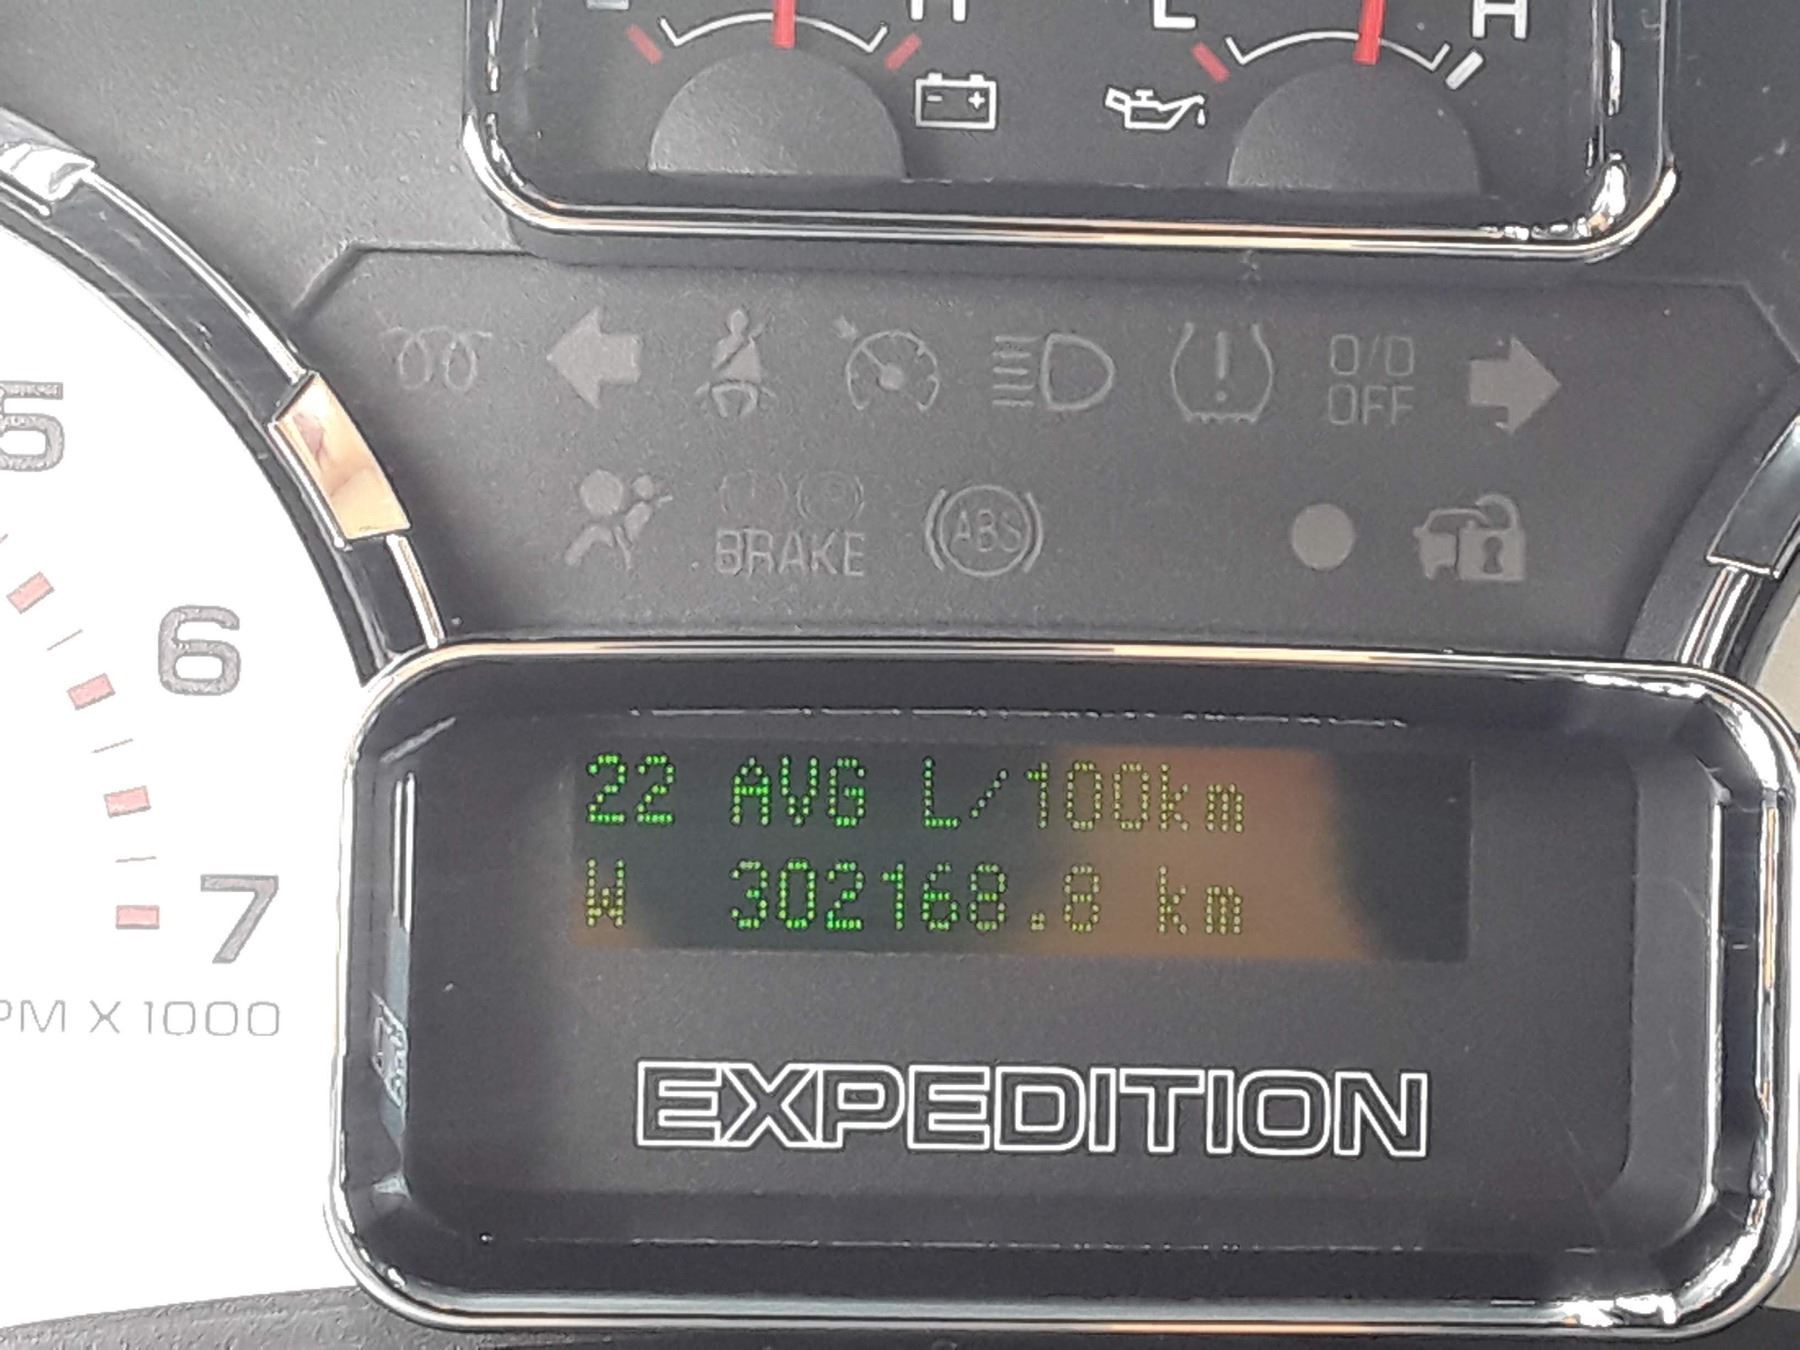 H L H
5
O/D
OFF
BRAKE ABS
6
22 AVG L/100km
W 302168.8 km
7
PM X 1000
EXPEDITION